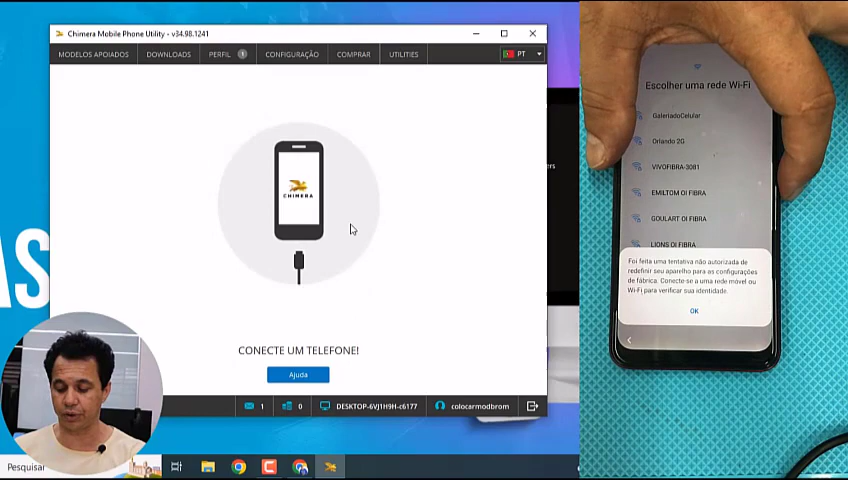 Chimera Mobile Phone Utility - v34.98.1241
MODELOS APOIADOS DOWNLOADS PERFIL 1 CONFIGURAÇÃO COMPRAR UTILITIES PT
CHIMERA
CONECTE UM TELEFONE!
Ajuda
1 0 DESKTOP-6VJ1H9H-c6177 colocarmodbrom
AS
ers
Pesquisar
Escolher uma rede Wi-Fi
GaleriadoCelular
Orlando 2G
VIVOFIBRA-3081
EMILTOM OI FIBRA
GOULART OI FIBRA
LIONS OI FIBRA
Foi feita uma tentativa não autorizada de
redefinir seu aparelho para as configurações
de fábrica. Conecte-se a uma rede móvel ou
Wi-Fi para verificar sua identidade.
OK